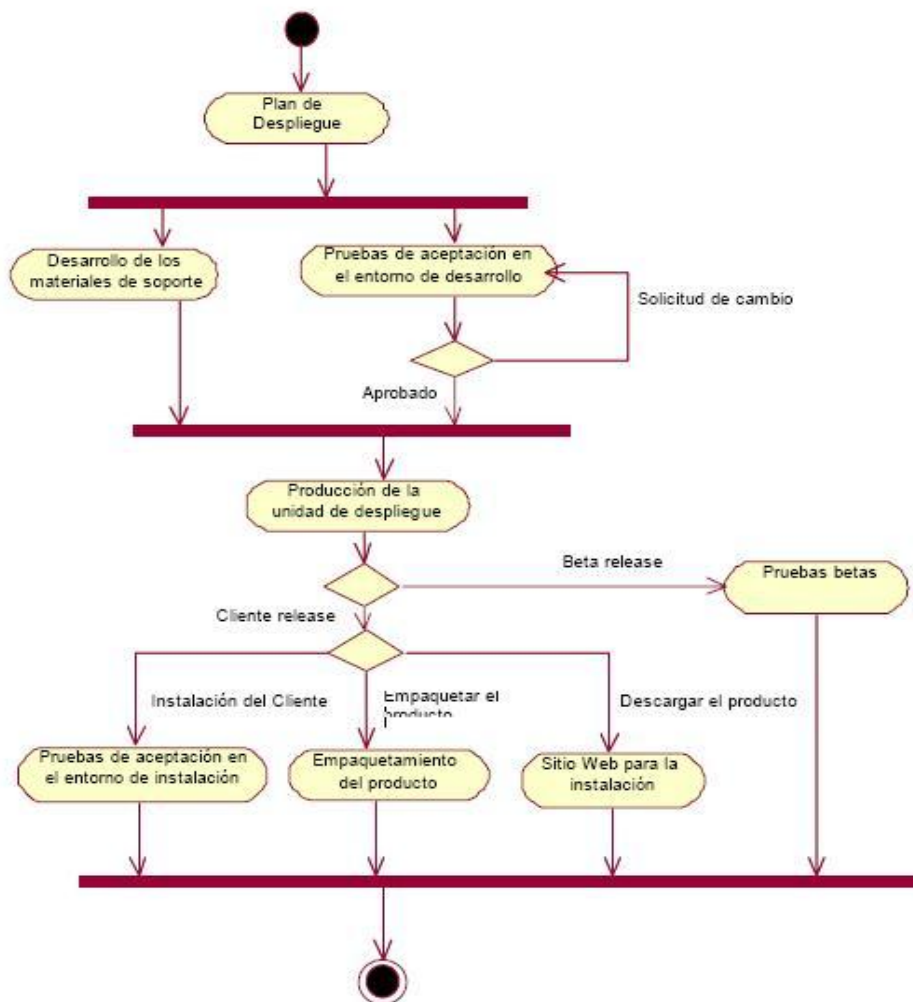 Plan de
Despliegue
Desarrollo de los
materiales de soporte
Pruebas de aceptación en
el entorno de desarrollo
Solicitud de cambio
Aprobado
Producción de la
unidad de despliegue
Beta release
Pruebas betas
Cliente release
Instalación del Cliente
Empaquetar el
producto
Descargar el producto
Pruebas de aceptación en
el entorno de instalación
Empaquetamiento
del producto
Sitio Web para la
instalación